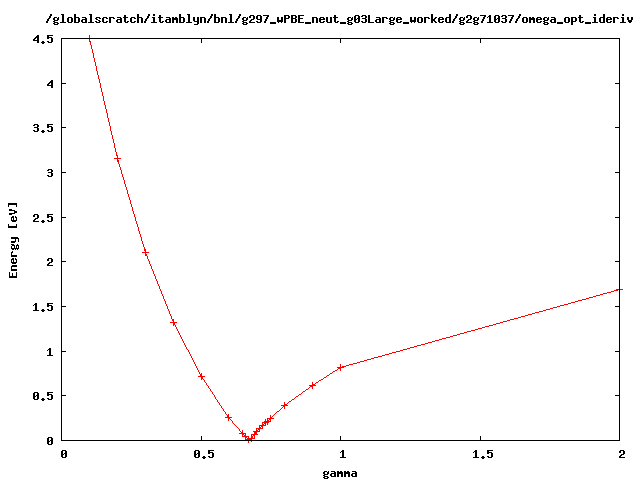 /globalscratch/itamblyn/bnl/g297_wPBE_neut_g03Large_worked/g2g71037/omega_opt_ideriv
4.5
4
3.5
3
2.5
2
1.5
1
0.5
0
Energy [eV]
0 0.5 1 1.5 2
gamma